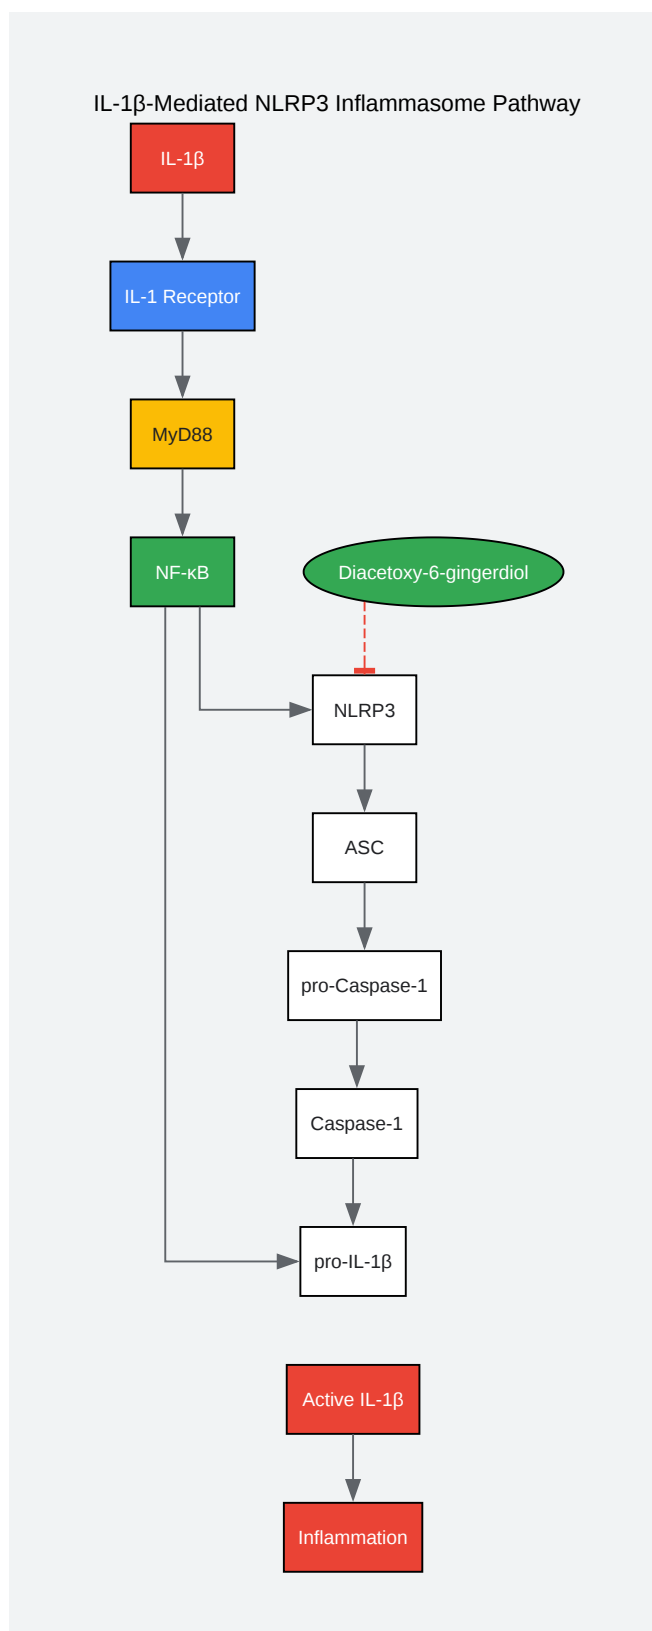 IL-1β-Mediated NLRP3 Inflammasome Pathway
IL-1β
IL-1 Receptor
MyD88
NF-κB
Diacetoxy-6-gingerdiol
NLRP3
ASC
pro-Caspase-1
Caspase-1
pro-IL-1β
Active IL-1β
Inflammation